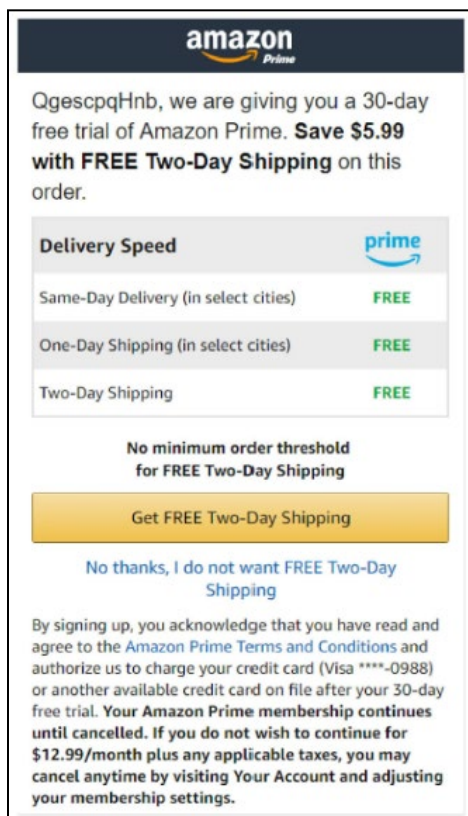 amazon
Prime
QgescpqHnb, we are giving you a 30-day
free trial of Amazon Prime. Save $5.99
with FREE Two-Day Shipping on this
order.
Delivery Speed prime
Same-Day Delivery (in select cities) FREE
One-Day Shipping (in select cities) FREE
Two-Day Shipping FREE
No minimum order threshold
for FREE Two-Day Shipping
Get FREE Two-Day Shipping
No thanks, I do not want FREE Two-Day
Shipping
By signing up, you acknowledge that you have read and
agree to the Amazon Prime Terms and Conditions and
authorize us to charge your credit card (Visa ****-0988)
or another available credit card on file after your 30-day
free trial. Your Amazon Prime membership continues
until cancelled. If you do not wish to continue for
$12.99/month plus any applicable taxes, you may
cancel anytime by visiting Your Account and adjusting
your membership settings.